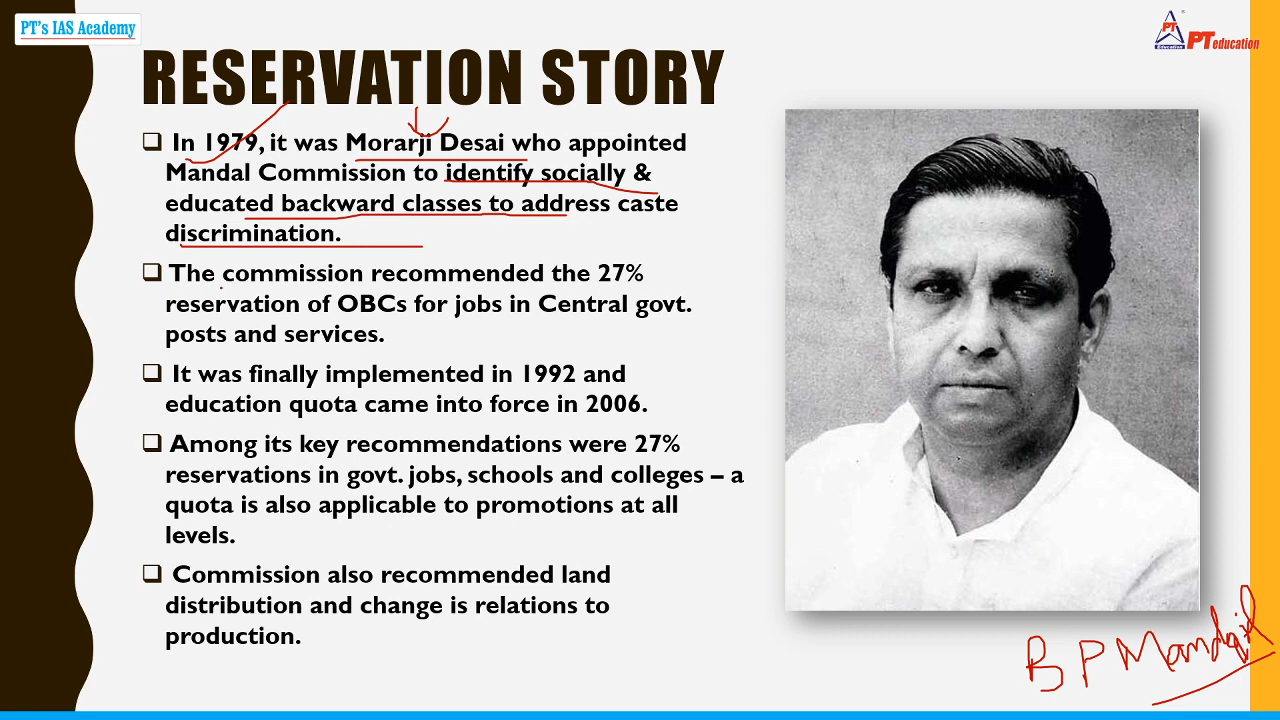 PT's IAS Academy
PT
Education
PT education
RESERVATION STORY
❑ In 1979, it was Morarji Desai who appointed
Mandal Commission to identify socially &
educated backward classes to address caste
discrimination.
❑ The commission recommended the 27%
reservation of OBCs for jobs in Central govt.
posts and services.
❑ It was finally implemented in 1992 and
education quota came into force in 2006.
❑ Among its key recommendations were 27%
reservations in govt. jobs, schools and colleges – a
quota is also applicable to promotions at all
levels.
❑ Commission also recommended land
distribution and change is relations to
production.
B P Mandal